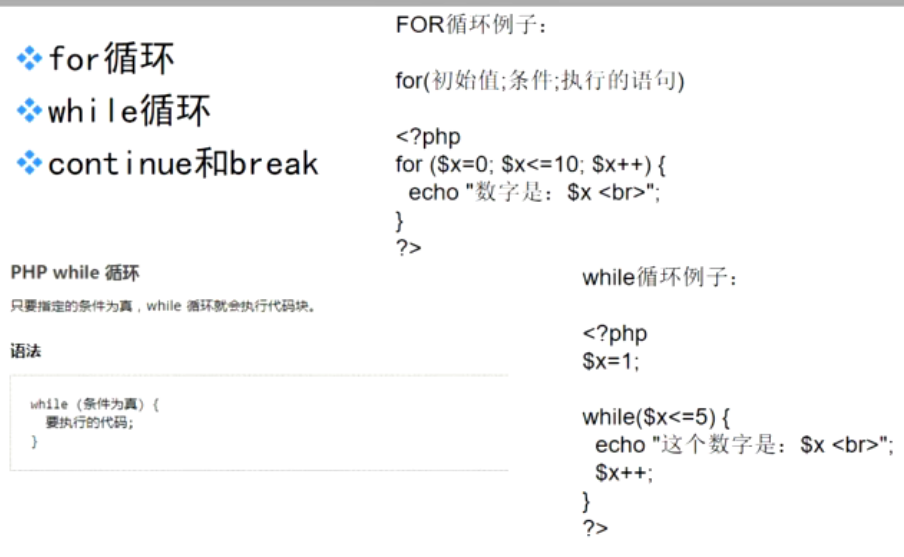 for循环
while循环
continue和break
FOR循环例子：
for(初始值;条件;执行的语句)
<?php
for ($x=0; $x<=10; $x++) {
echo "数字是：$x <br>";
}
?>
PHP while 循环
只要指定的条件为真，while 循环就会执行代码块。
语法
while (条件为真) {
要执行的代码;
}
while循环例子：
<?php
$x=1;
while($x<=5) {
echo "这个数字是：$x <br>";
$x++;
}
?>